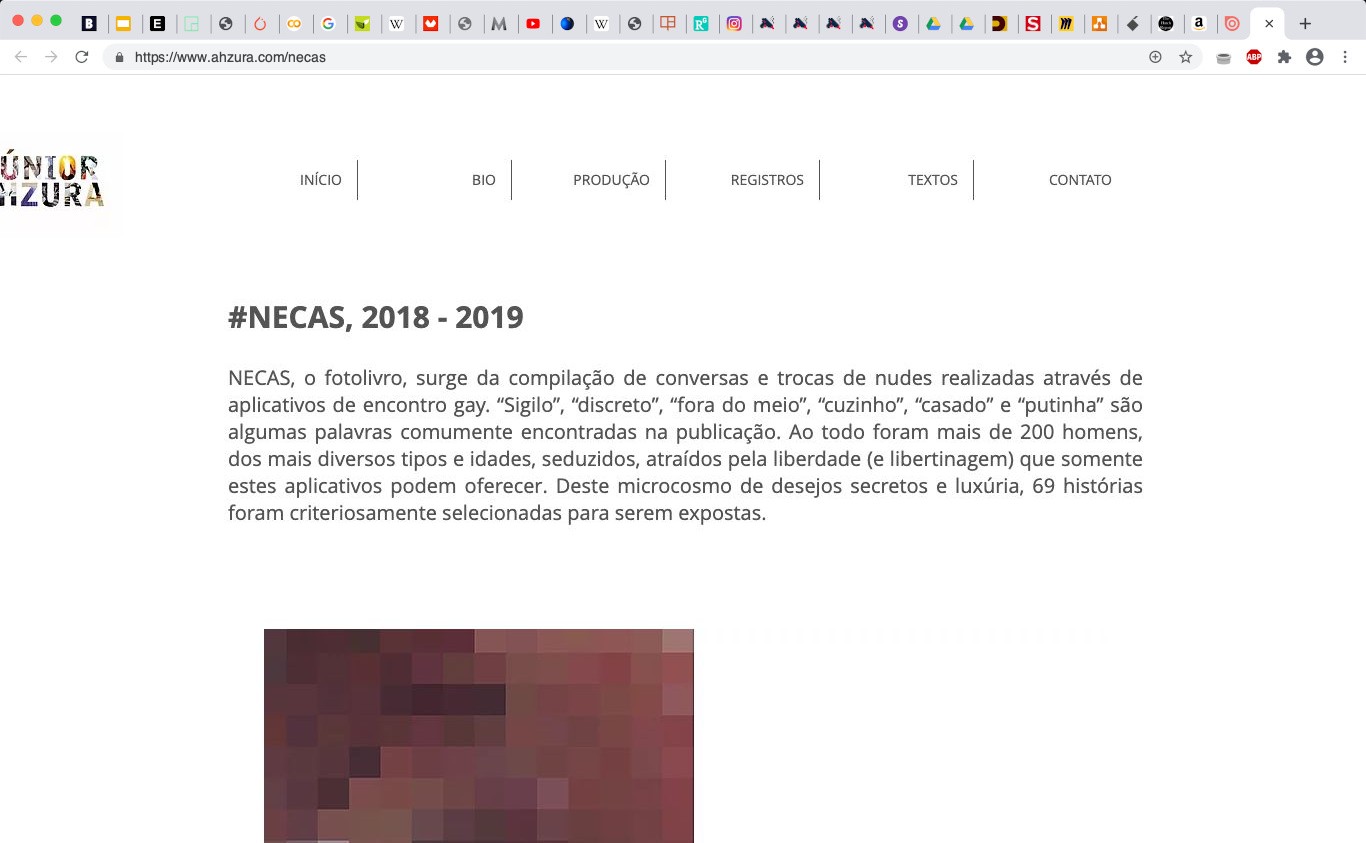 https://www.ahzura.com/necas
ÚNIOR
HZURA
INÍCIO
BIO
PRODUÇÃO
REGISTROS
TEXTOS
CONTATO
#NECAS, 2018 - 2019
NECAS, o fotolivro, surge da compilação de conversas e trocas de nudes realizadas através de
aplicativos de encontro gay. “Sigilo”, “discreto”, “fora do meio”, “cuzinho”, “casado” e “putinha” são
algumas palavras comumente encontradas na publicação. Ao todo foram mais de 200 homens,
dos mais diversos tipos e idades, seduzidos, atraídos pela liberdade (e libertinagem) que somente
estes aplicativos podem oferecer. Deste microcosmo de desejos secretos e luxúria, 69 histórias
foram criteriosamente selecionadas para serem expostas.